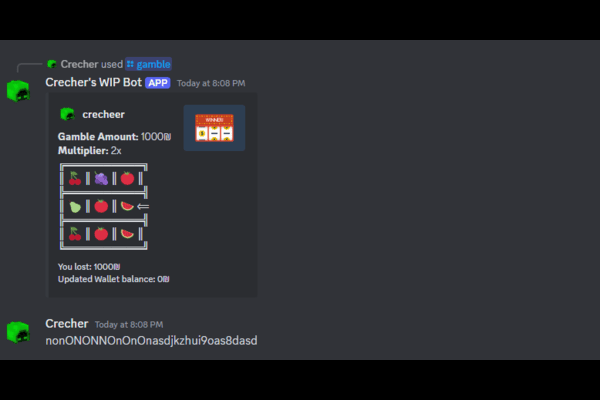 Crecher used gamble
Crecher's WIP Bot APP Today at 8:08 PM
crecheer
WINNER!
Gamble Amount: 1000₪
Multiplier: 2x
You lost: 1000₪
Updated Wallet balance: 0₪
Crecher Today at 8:08 PM
nonONONNOnOnOnasdjkzhui9oas8dasd